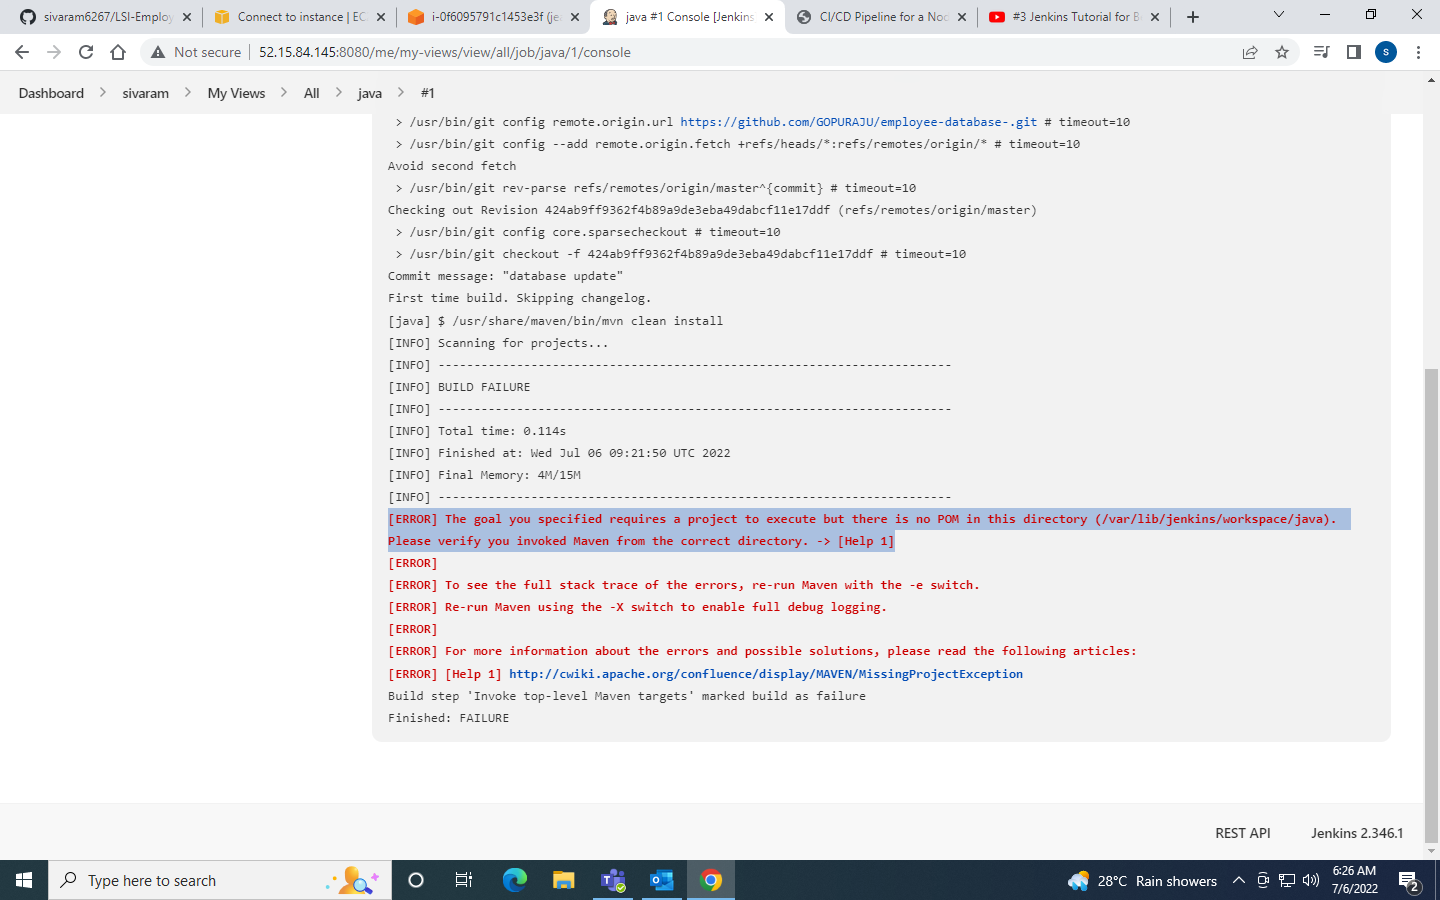 sivaram6267/LSI-Employ
Connect to instance | EC
i-0f6095791c1453e3f (je
java #1 Console [Jenkins
CI/CD Pipeline for a Noc
#3 Jenkins Tutorial for B
Not secure
52.15.84.145:8080/me/my-views/view/all/job/java/1/console
s
Dashboard > sivaram > My Views > All > java > #1
> /usr/bin/git config remote.origin.url https://github.com/GOPURAJU/employee-database-.git # timeout=10
> /usr/bin/git config --add remote.origin.fetch +refs/heads/*:refs/remotes/origin/* # timeout=10
Avoid second fetch
> /usr/bin/git rev-parse refs/remotes/origin/master^{commit} # timeout=10
Checking out Revision 424ab9ff9362f4b89a9de3eba49dabcf11e17ddf (refs/remotes/origin/master)
> /usr/bin/git config core.sparsecheckout # timeout=10
> /usr/bin/git checkout -f 424ab9ff9362f4b89a9de3eba49dabcf11e17ddf # timeout=10
Commit message: "database update"
First time build. Skipping changelog.
[java] $ /usr/share/maven/bin/mvn clean install
[INFO] Scanning for projects...
[INFO] ------------------------------------------------------------------------
[INFO] BUILD FAILURE
[INFO] ------------------------------------------------------------------------
[INFO] Total time: 0.114s
[INFO] Finished at: Wed Jul 06 09:21:50 UTC 2022
[INFO] Final Memory: 4M/15M
[INFO] ------------------------------------------------------------------------
[ERROR] The goal you specified requires a project to execute but there is no POM in this directory (/var/lib/jenkins/workspace/java).
Please verify you invoked Maven from the correct directory. -> [Help 1]
[ERROR]
[ERROR] To see the full stack trace of the errors, re-run Maven with the -e switch.
[ERROR] Re-run Maven using the -X switch to enable full debug logging.
[ERROR]
[ERROR] For more information about the errors and possible solutions, please read the following articles:
[ERROR] [Help 1] http://cwiki.apache.org/confluence/display/MAVEN/MissingProjectException
Build step 'Invoke top-level Maven targets' marked build as failure
Finished: FAILURE
REST API
Jenkins 2.346.1
Type here to search
28°C Rain showers
6:26 AM
7/6/2022
2